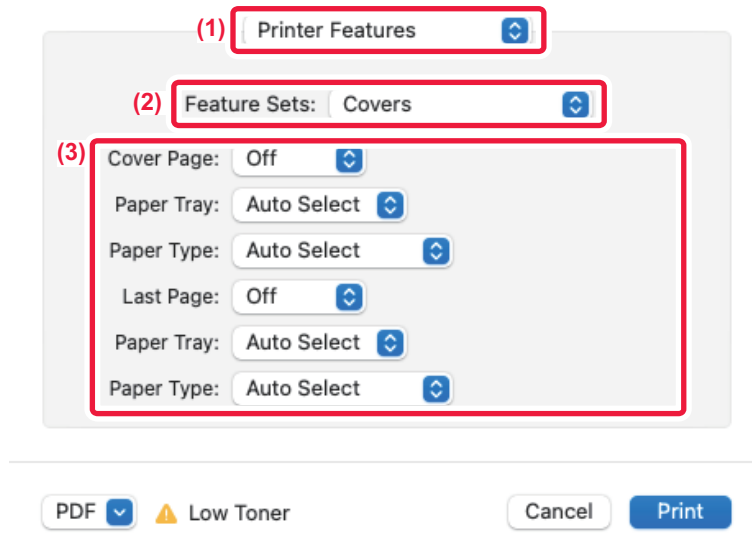 (1) Printer Features
(2) Feature Sets: Covers
(3)
Cover Page: Off
Paper Tray: Auto Select
Paper Type: Auto Select
Last Page: Off
Paper Tray: Auto Select
Paper Type: Auto Select
PDF Low Toner Cancel Print